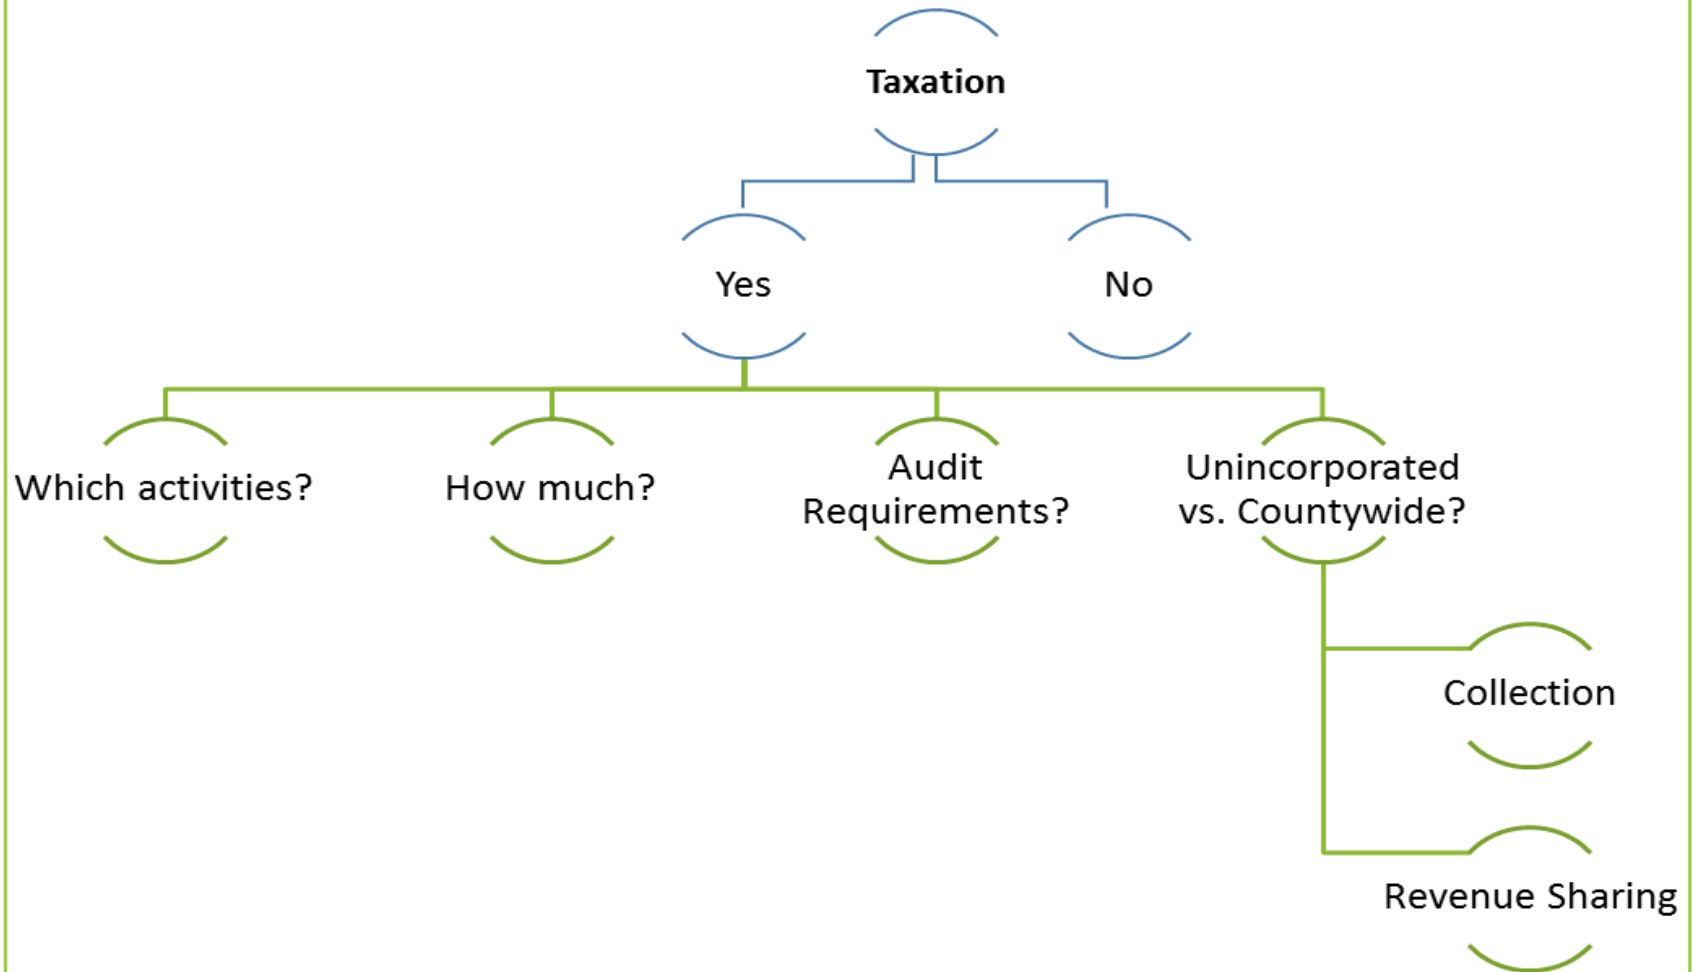 Taxation
Yes
No
Which activities?
How much?
Audit
Requirements?
Unincorporated
vs. Countywide?
Collection
Revenue Sharing